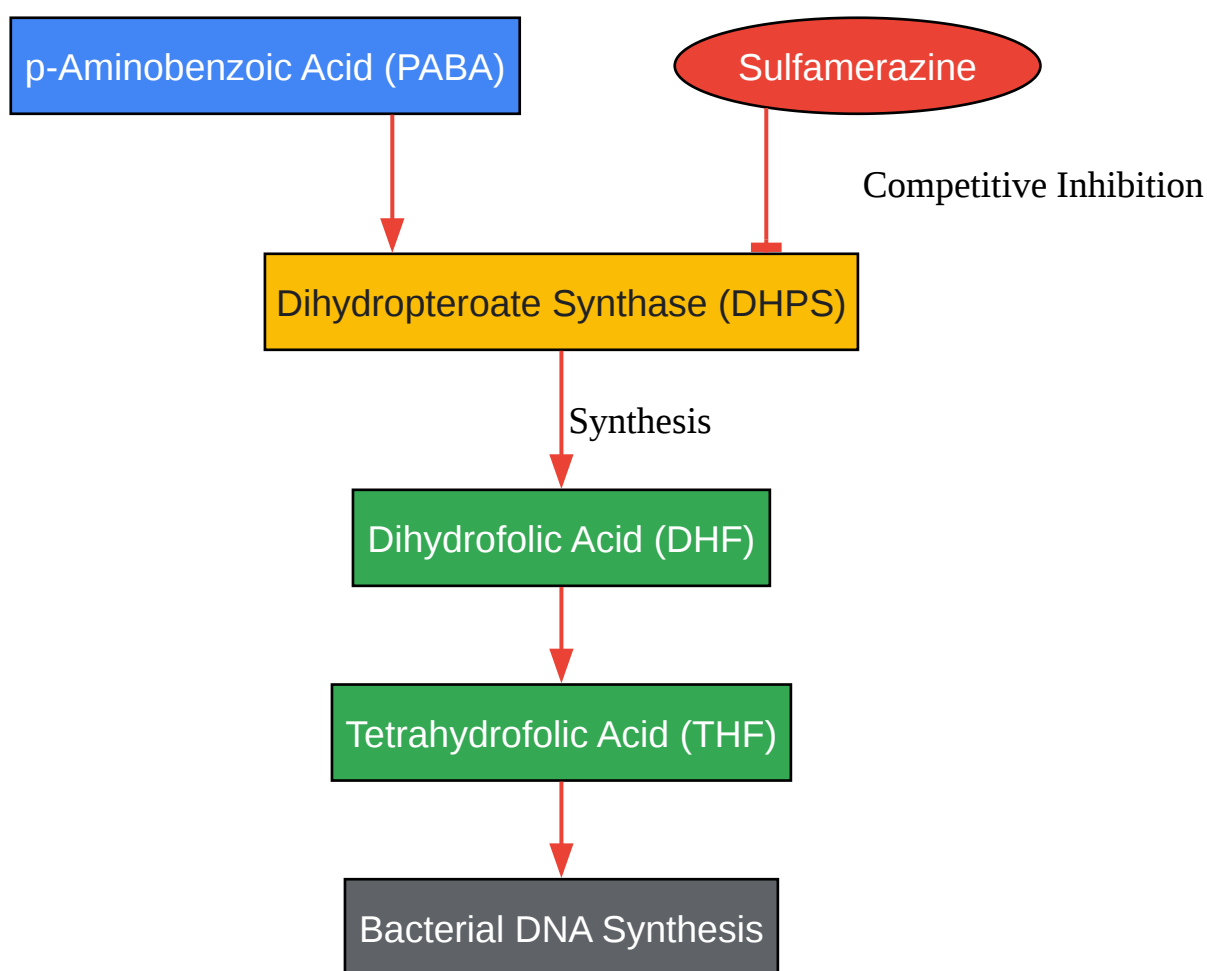 p-Aminobenzoic Acid (PABA)
Sulfamerazine
Competitive Inhibition
Dihydropteroate Synthase (DHPS)
Synthesis
Dihydrofolic Acid (DHF)
Tetrahydrofolic Acid (THF)
Bacterial DNA Synthesis